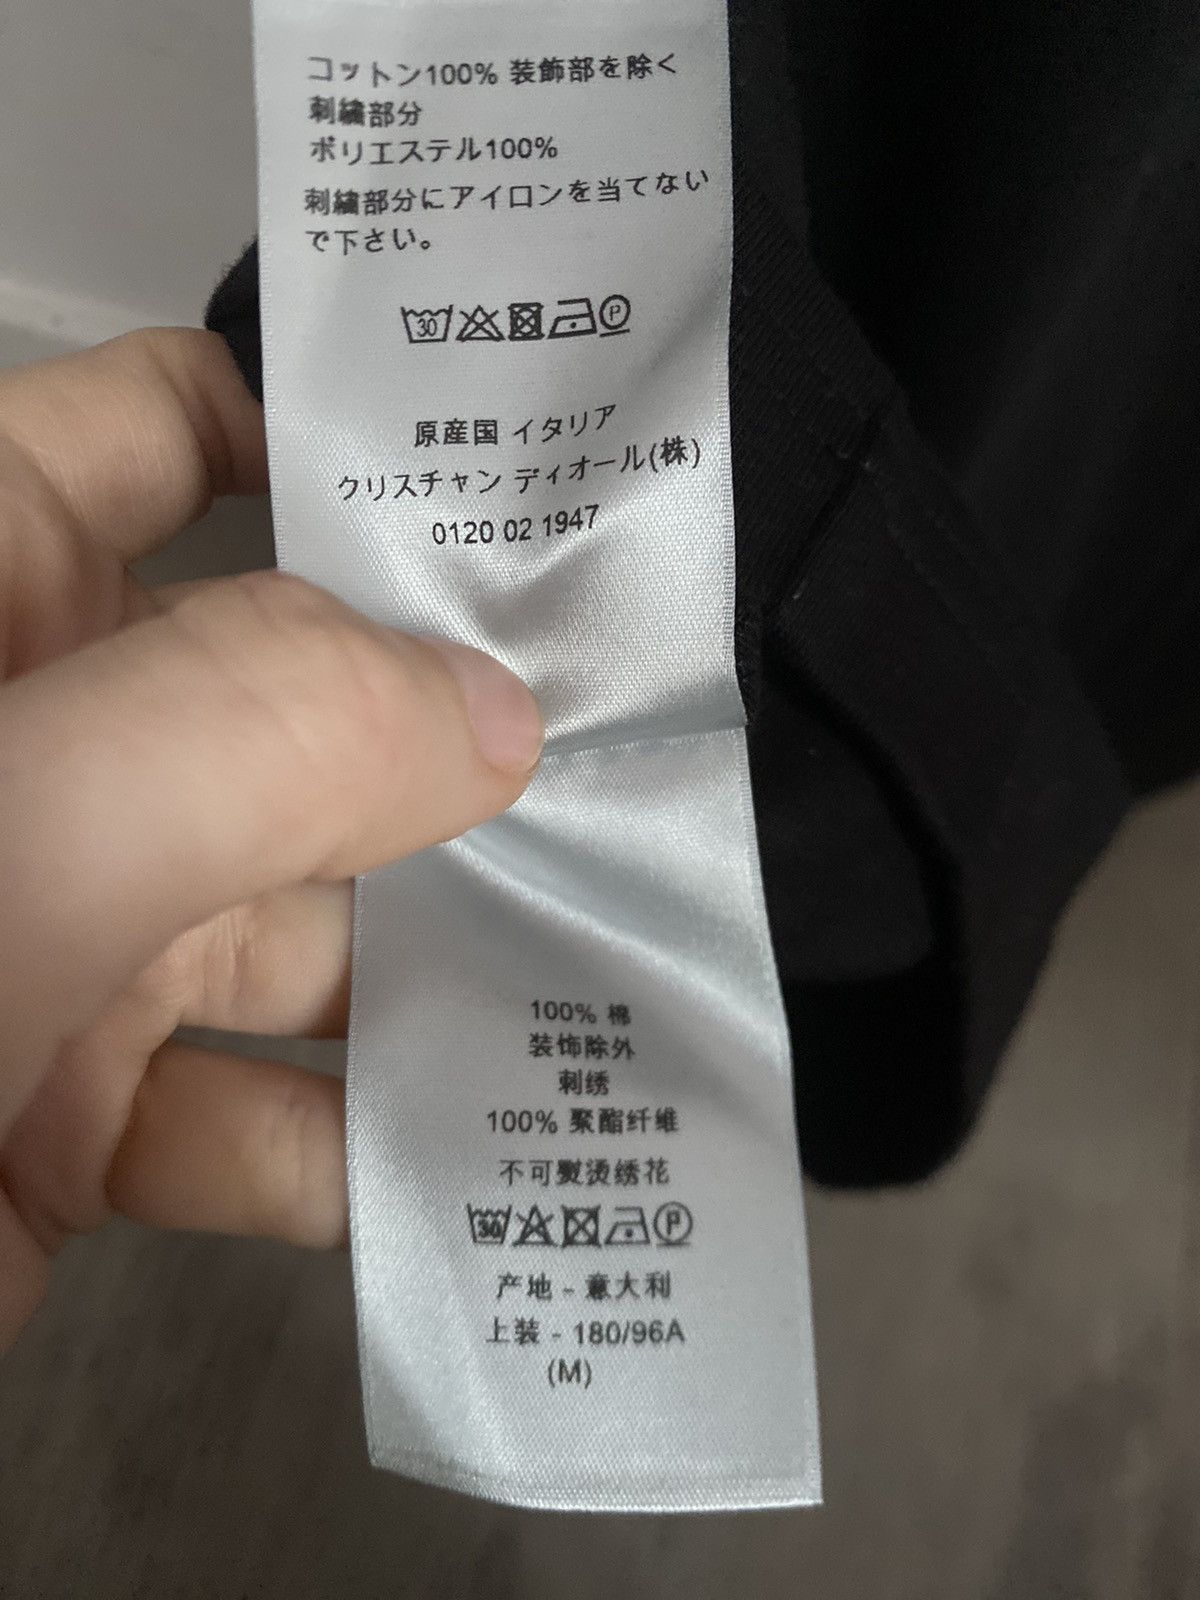 コットン100% 装飾部を除く
刺繍部分
ポリエステル100%
刺繍部分にアイロンを当てない
で下さい。
30 P
原産国 イタリア
クリスチャン ディオール(株)
0120 02 1947
100% 棉
装饰除外
刺绣
100% 聚酯纤维
不可熨烫绣花
30 P
产地 - 意大利
上装 - 180/96A
(M)